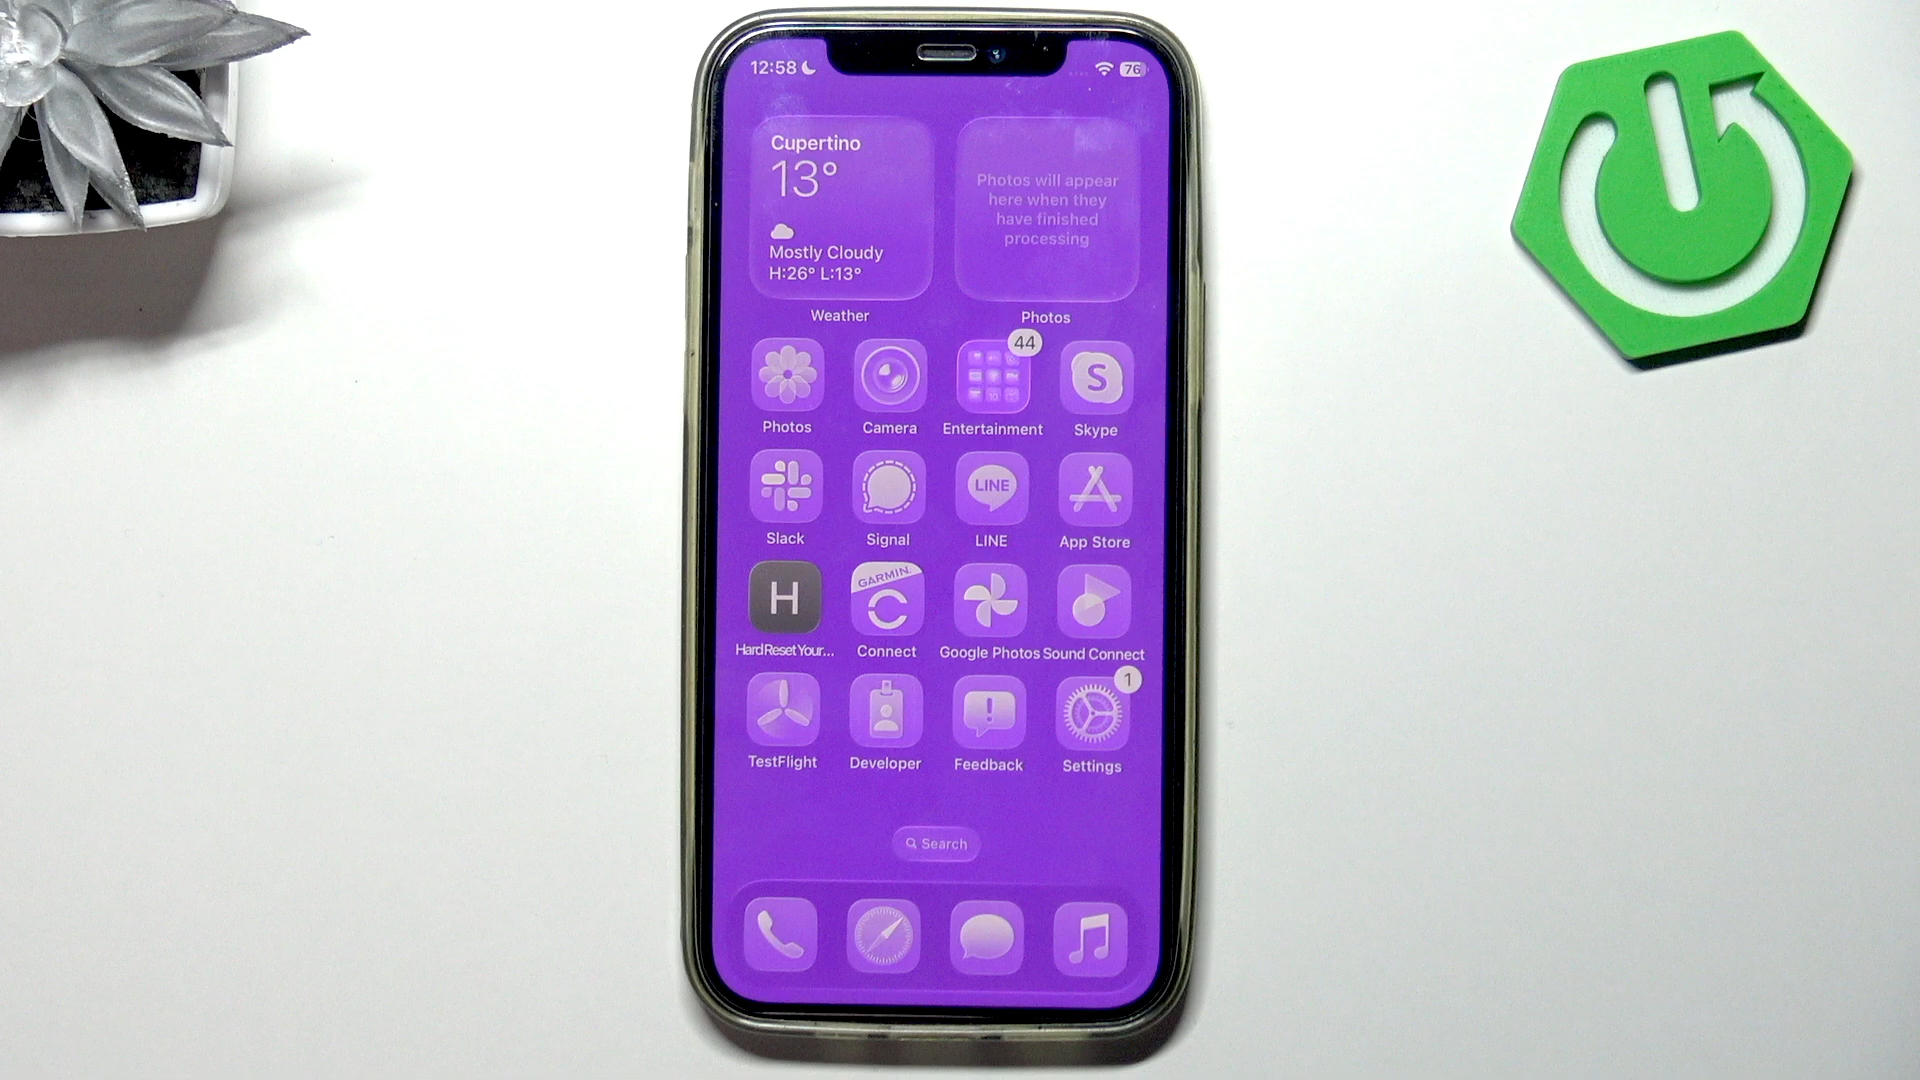 12:58
76
Cupertino
13°
Mostly Cloudy
H:26° L:13°
Weather
Photos will appear
here when they
have finished
processing
Photos
44
Photos
Camera
Entertainment
Skype
S
Slack
Signal
LINE
LINE
App Store
H
HardReset Your...
GARMIN.
Connect
Google Photos
Sound Connect
1
TestFlight
Developer
Feedback
Settings
Search